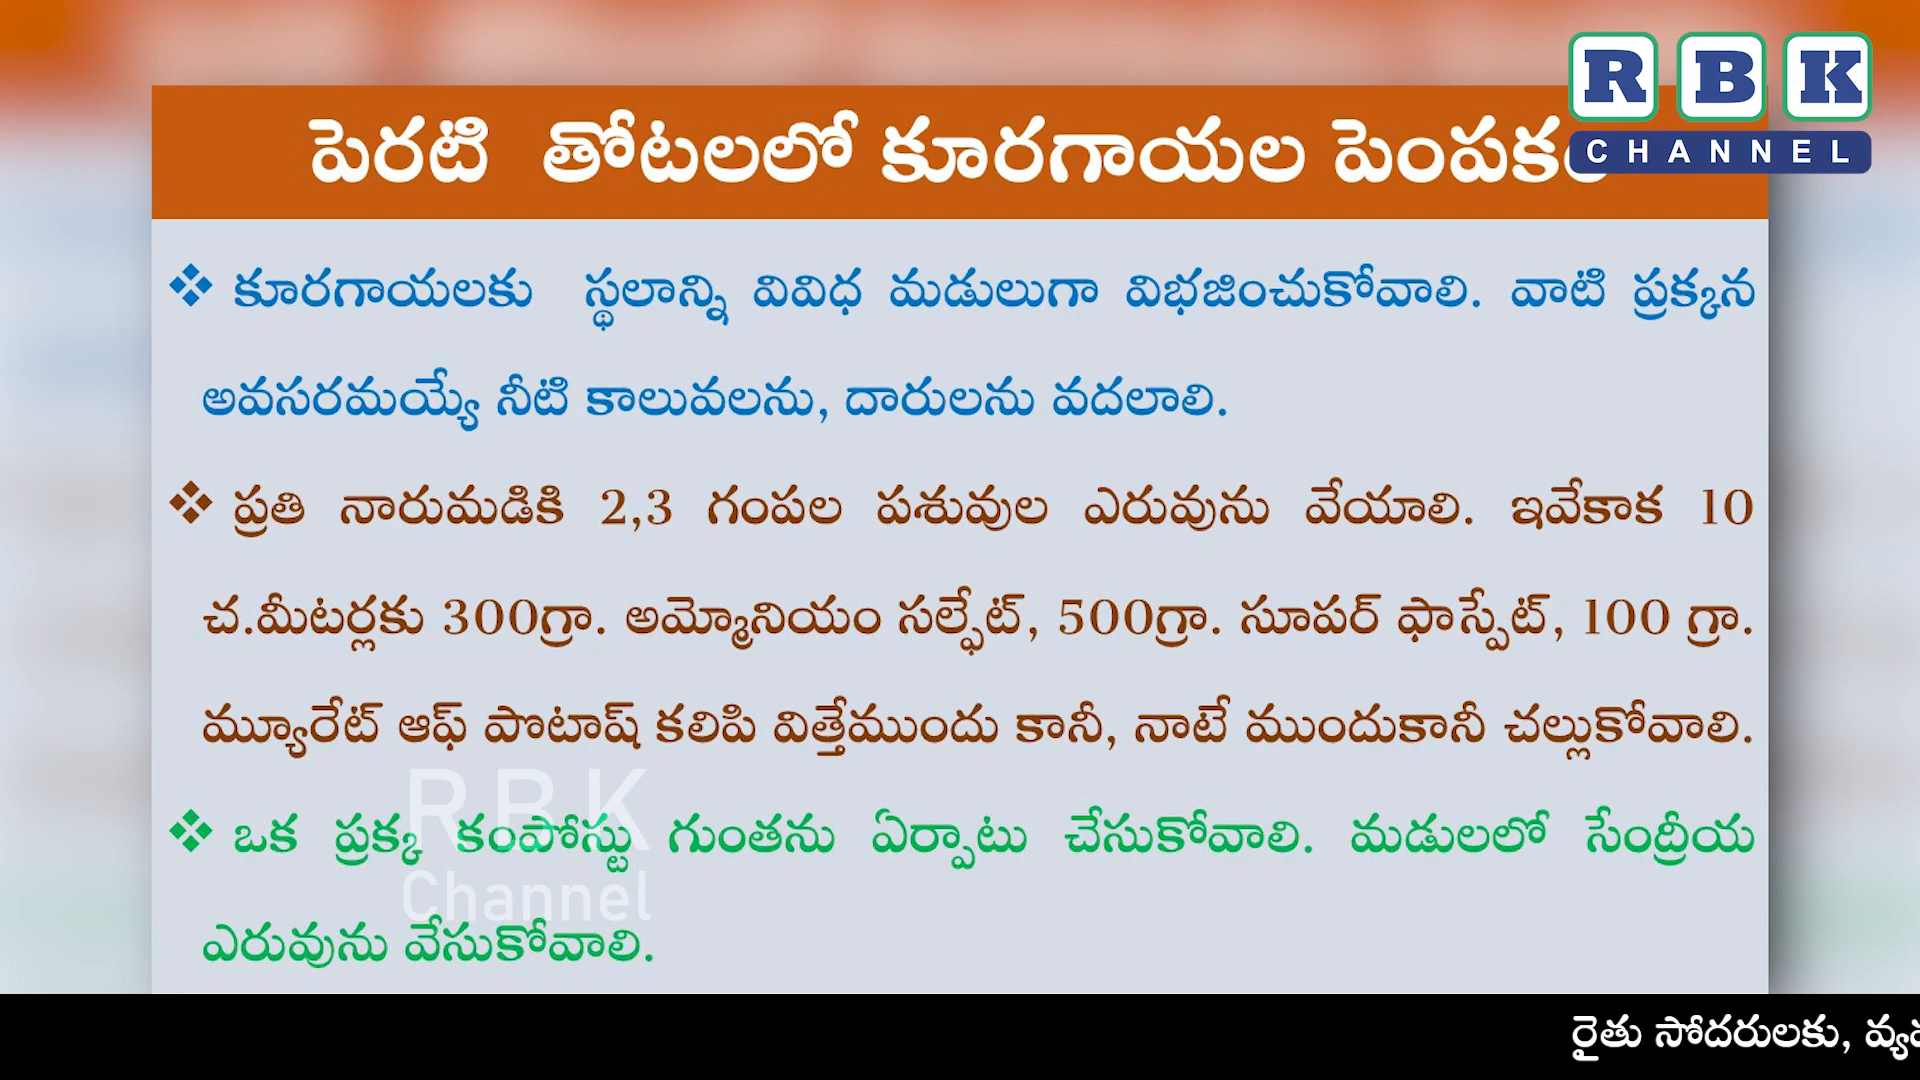 R B K
CHANNEL
పెరటి తోటలలో కూరగాయల
❖ కూరగాయలకు స్థలాన్ని వివిధ మడులుగా విభజించుకోవాలి. వాటి ప్రక్కన
అవసరమయ్యే నీటి కాలువలను, దారులను వదలాలి.
❖ ప్రతి నారుమడికి 2,3 గంపల పశువుల ఎరువును వేయాలి. ఇవేకాక 10
చ.మీటర్లకు 300గ్రా. అమ్మోనియం సల్ఫేట్, 500గ్రా. సూపర్ ఫాస్ఫేట్, 100 గ్రా.
మ్యూరేట్ ఆఫ్ పొటాష్ కలిపి విత్తేముందు కానీ, నాటే ముందుకానీ చల్లుకోవాలి.
❖ ఒక ప్రక్క కంపోస్టు గుంతను ఏర్పాటు చేసుకోవాలి. మడులలో సేంద్రీయ
ఎరువును వేసుకోవాలి.
RBK
Channel
రైతు సోదరులకు,